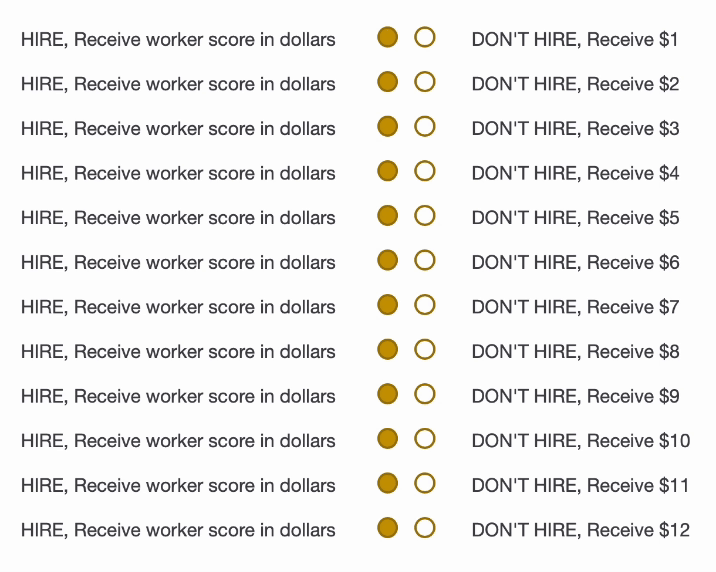 HIRE, Receive worker score in dollars DON'T HIRE, Receive $1
HIRE, Receive worker score in dollars DON'T HIRE, Receive $2
HIRE, Receive worker score in dollars DON'T HIRE, Receive $3
HIRE, Receive worker score in dollars DON'T HIRE, Receive $4
HIRE, Receive worker score in dollars DON'T HIRE, Receive $5
HIRE, Receive worker score in dollars DON'T HIRE, Receive $6
HIRE, Receive worker score in dollars DON'T HIRE, Receive $7
HIRE, Receive worker score in dollars DON'T HIRE, Receive $8
HIRE, Receive worker score in dollars DON'T HIRE, Receive $9
HIRE, Receive worker score in dollars DON'T HIRE, Receive $10
HIRE, Receive worker score in dollars DON'T HIRE, Receive $11
HIRE, Receive worker score in dollars DON'T HIRE, Receive $12